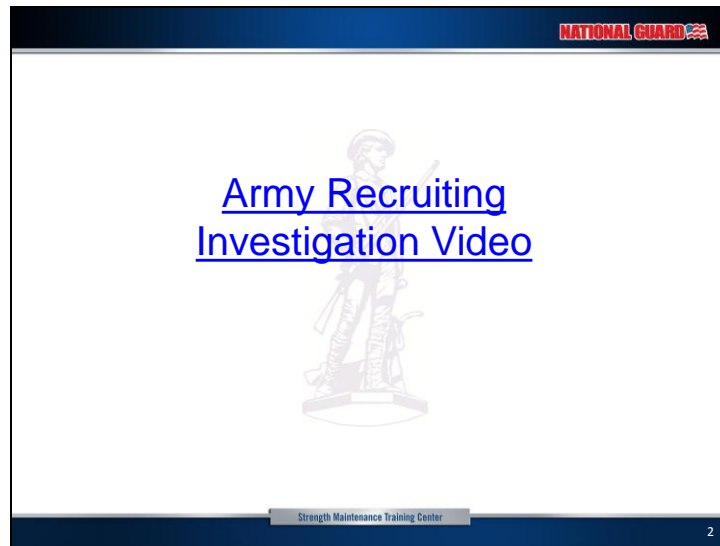 NATIONAL GUARD
Army Recruiting
Investigation Video
Strength Maintenance Training Center
2